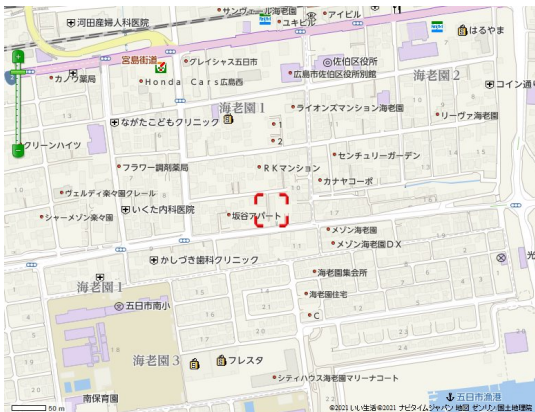 サンヴェール海老園
アイビル
ユキビル
河田産婦人科医院
はるやま
宮島街道
グレイシャス五日市
佐伯区役所
広島市佐伯区役所別館
海老園2
カノウ薬局
Honda Cars広島西
コイン通り
海老園1
ライオンズマンション海老園
リーヴァ海老園
ながたこどもクリニック
1
2
クリーンハイツ
センチュリーガーデン
フラワー調剤薬局
RKマンション
カナヤコーポ
ヴェルディ楽々園グレール
いくた内科医院
シャーメゾン楽々園
坂谷アパート
メゾン海老園
メゾン海老園DX
かしづき歯科クリニック
光
海老園集会所
海老園1
海老園住宅
五日市南小
C
海老園3
フレスタ
シティハウス海老園マリーナコート
南保育園
五日市漁港
50 m
©2021 いい生活 ©2021 ナビタイムジャパン 地図 ゼンリン 国土地理院